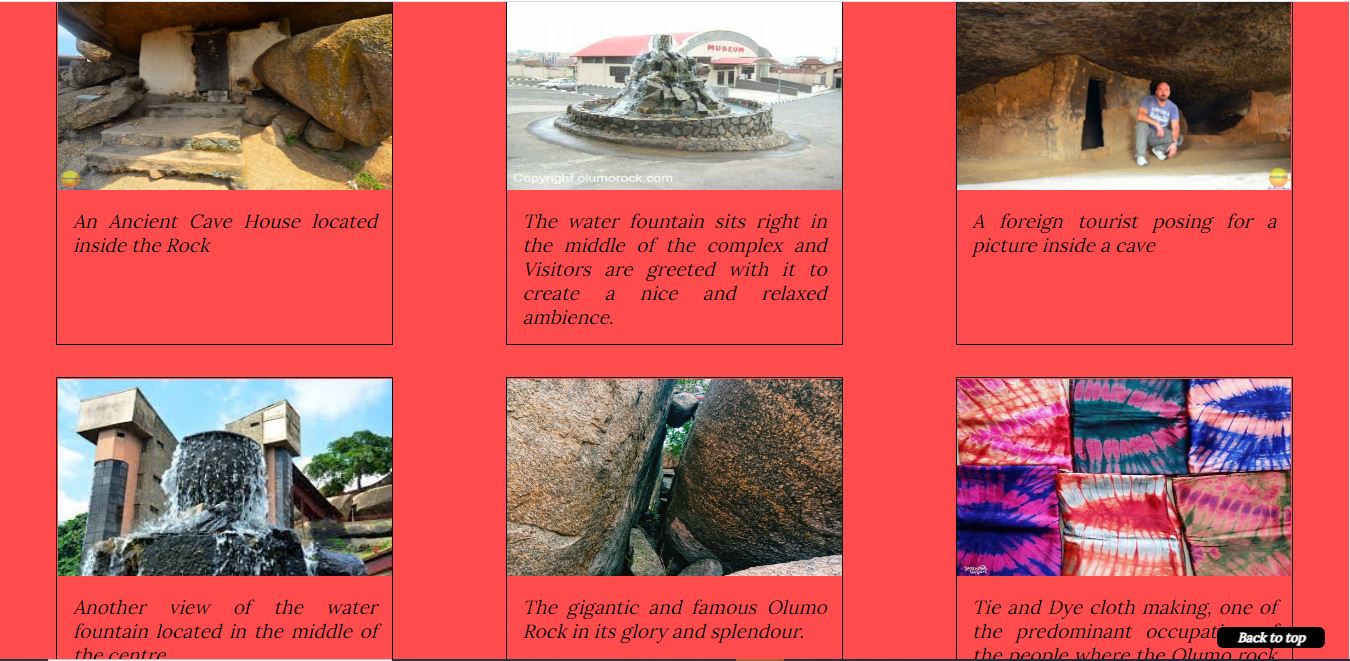 MUSEUM
Copyright olumorock.com
An Ancient Cave House located
inside the Rock
The water fountain sits right in
the middle of the complex and
Visitors are greeted with it to
create a nice and relaxed
ambience.
A foreign tourist posing for a
picture inside a cave
Another view of the water
fountain located in the middle of
the centre
The gigantic and famous Olumo
Rock in its glory and splendour.
Tie and Dye cloth making, one of
the predominant of
the people where the Olumo rock
Back to top